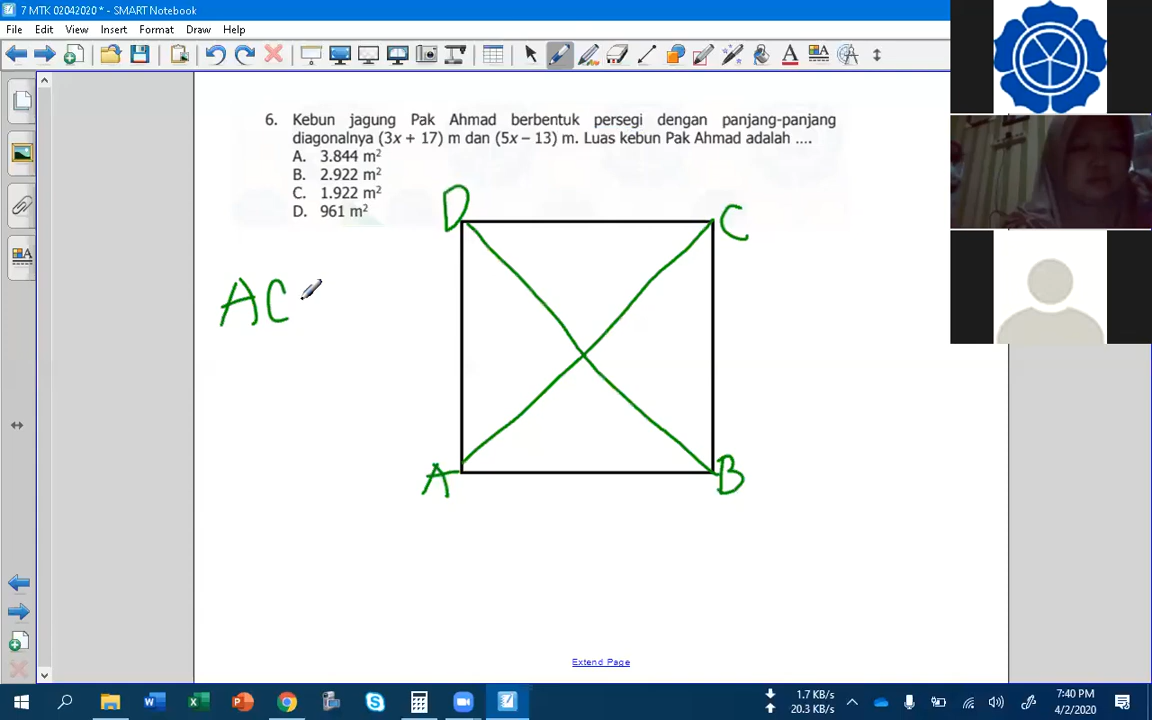 7 MTK 02042020 * - SMART Notebook
File Edit View Insert Format Draw Help
6. Kebun jagung Pak Ahmad berbentuk persegi dengan panjang-panjang
diagonalnya (3x + 17) m dan (5x – 13) m. Luas kebun Pak Ahmad adalah ....
A. 3.844 m²
B. 2.922 m²
C. 1.922 m²
D. 961 m²
D
C
AC
A
B
Extend Page
1.7 KB/s
20.3 KB/s
7:40 PM
4/2/2020